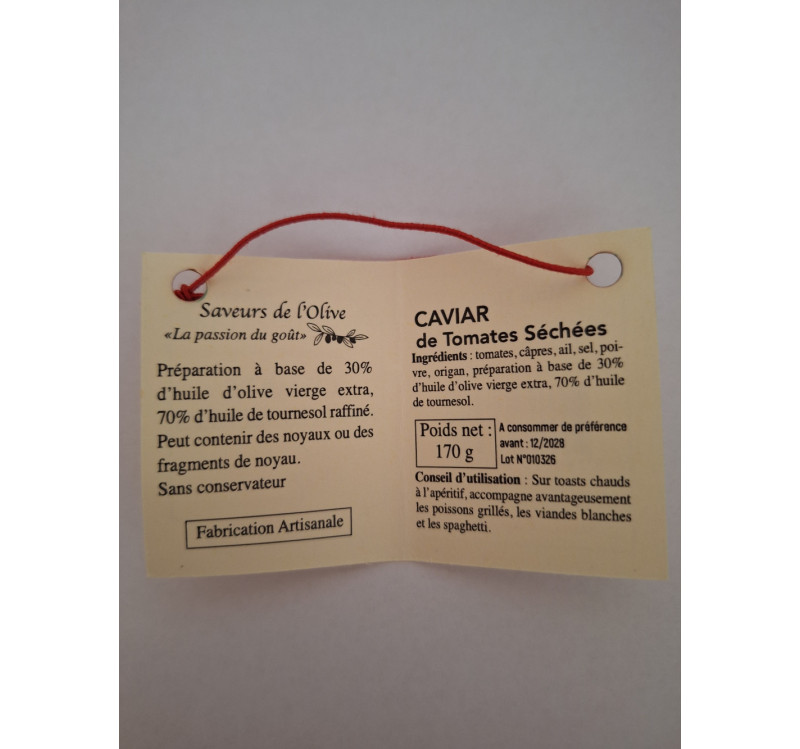 Saveurs de l'Olive
«La passion du goût»
Préparation à base de 30%
d'huile d'olive vierge extra,
70% d'huile de tournesol raffiné.
Peut contenir des noyaux ou des
fragments de noyau.
Sans conservateur
Fabrication Artisanale
CAVIAR
de Tomates Séchées
Ingrédients : tomates, câpres, ail, sel, poi-
vre, origan, préparation à base de 30%
d'huile d'olive vierge extra, 70% d'huile
de tournesol.
Poids net :
170 g
A consommer de préférence
avant : 12/2028
Lot N°010326
Conseil d'utilisation : Sur toasts chauds
à l'apéritif, accompagne avantageusement
les poissons grillés, les viandes blanches
et les spaghetti.